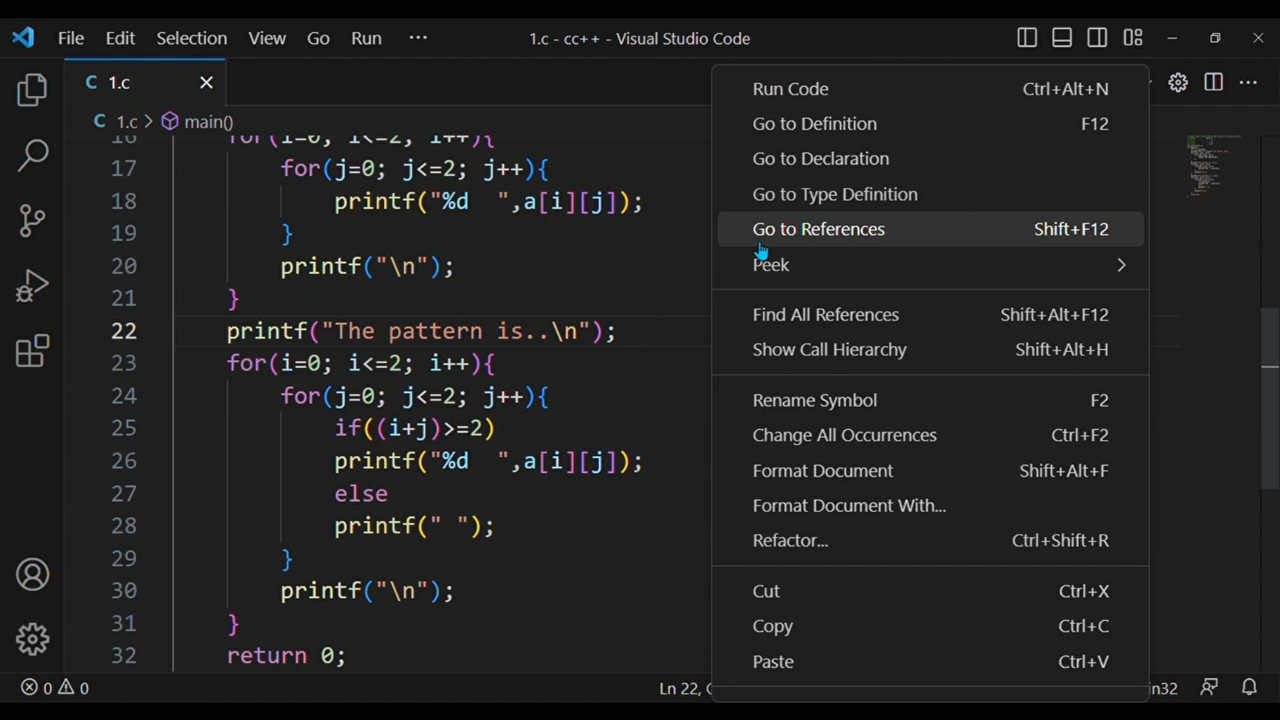 File Edit Selection View Go Run ···
1.c - cc++ - Visual Studio Code
C 1.c
C 1.c > main()
16 for(i=0; i<=2; i++){
17 for(j=0; j<=2; j++){
18 printf("%d  ",a[i][j]);
19 }
20 printf("\n");
21 }
22 printf("The pattern is..\n");
23 for(i=0; i<=2; i++){
24 for(j=0; j<=2; j++){
25 if((i+j)>=2)
26 printf("%d  ",a[i][j]);
27 else
28 printf(" ");
29 }
30 printf("\n");
31 }
32 return 0;
Run Code Ctrl+Alt+N
Go to Definition F12
Go to Declaration
Go to Type Definition
Go to References Shift+F12
Peek
Find All References Shift+Alt+F12
Show Call Hierarchy Shift+Alt+H
Rename Symbol F2
Change All Occurrences Ctrl+F2
Format Document Shift+Alt+F
Format Document With...
Refactor... Ctrl+Shift+R
Cut Ctrl+X
Copy Ctrl+C
Paste Ctrl+V
0 0
Ln 22,